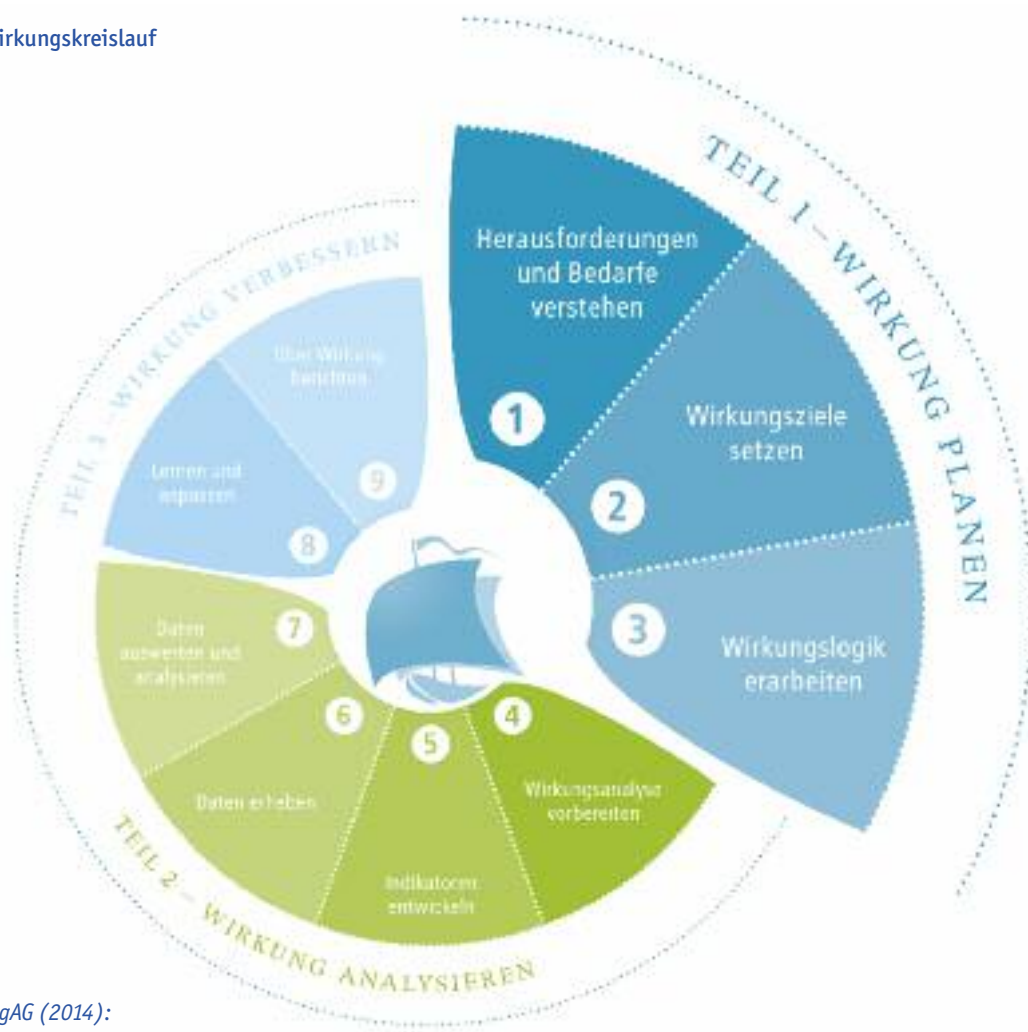 irkungskreislauf
TEIL 1 – WIRKUNG PLANEN
Herausforderungen
und Bedarfe
verstehen
1
Wirkungsziele
setzen
2
3
Wirkungslogik
erarbeiten
4
Wirkungsanalyse
vorbereiten
5
Indikatoren
entwickeln
6
Daten erheben
7
Daten
auswerten und
analysieren
TEIL 2 – WIRKUNG ANALYSIEREN
8
Lernen und
anpassen
9
Über Wirkung
berichten
TEIL 3 – WIRKUNG VERBESSERN
gAG (2014):